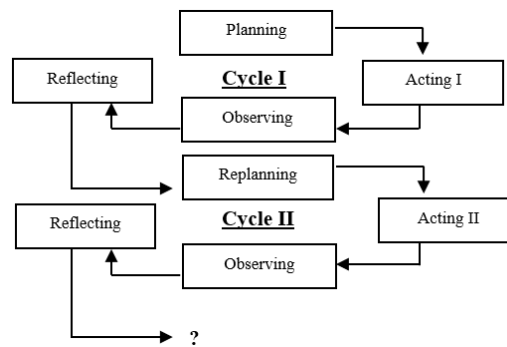 Planning
Reflecting
Cycle I
Acting I
Observing
Replanning
Reflecting
Cycle II
Acting II
Observing
?